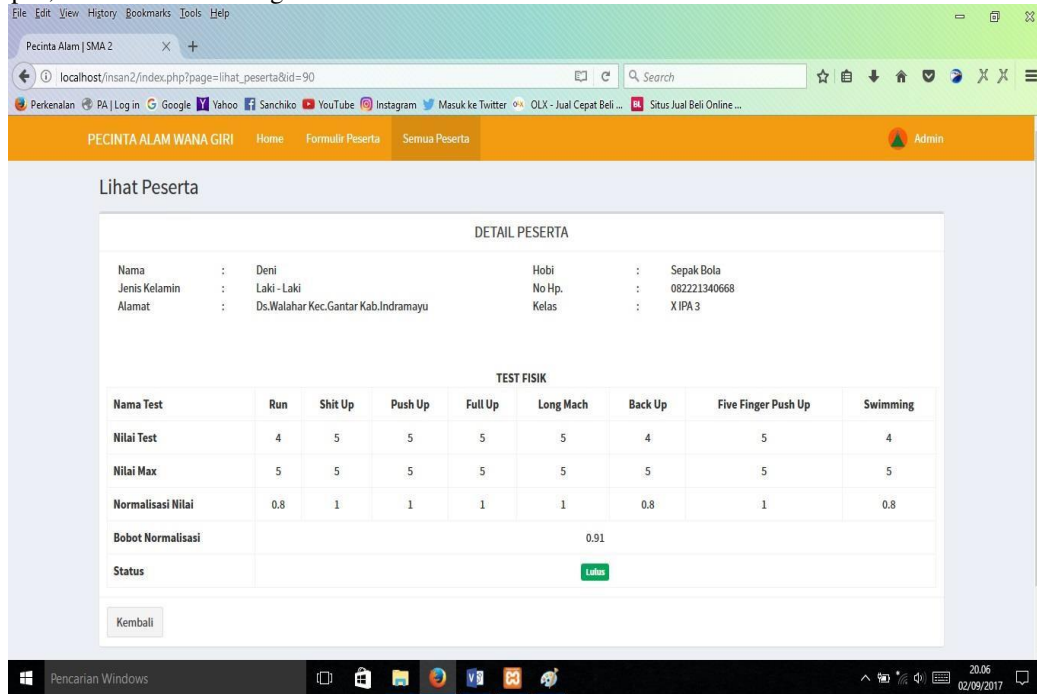 File Edit View History Bookmarks Tools Help
Pecinta Alam | SMA 2
localhost/insan2/index.php?page=lihat_peserta&id=90
Search
Perkenalan PA | Log in Google Yahoo Sanchiko YouTube Instagram Masuk ke Twitter OLX - Jual Cepat Beli ... Situs Jual Beli Online ...
PECINTA ALAM WANA GIRI Home Formulir Peserta Semua Peserta Admin
Lihat Peserta
DETAIL PESERTA
Nama : Deni Hobi : Sepak Bola
Jenis Kelamin : Laki - Laki No Hp. : 082221340668
Alamat : Ds.Walahar Kec.Gantar Kab.Indramayu Kelas : X IPA 3
TEST FISIK
Nama Test Run Shit Up Push Up Full Up Long Mach Back Up Five Finger Push Up Swimming
Nilai Test 4 5 5 5 5 4 5 4
Nilai Max 5 5 5 5 5 5 5 5
Normalisasi Nilai 0.8 1 1 1 1 0.8 1 0.8
Bobot Normalisasi 0.91
Status Lulus
Kembali
Pencarian Windows
20.06
02/09/2017